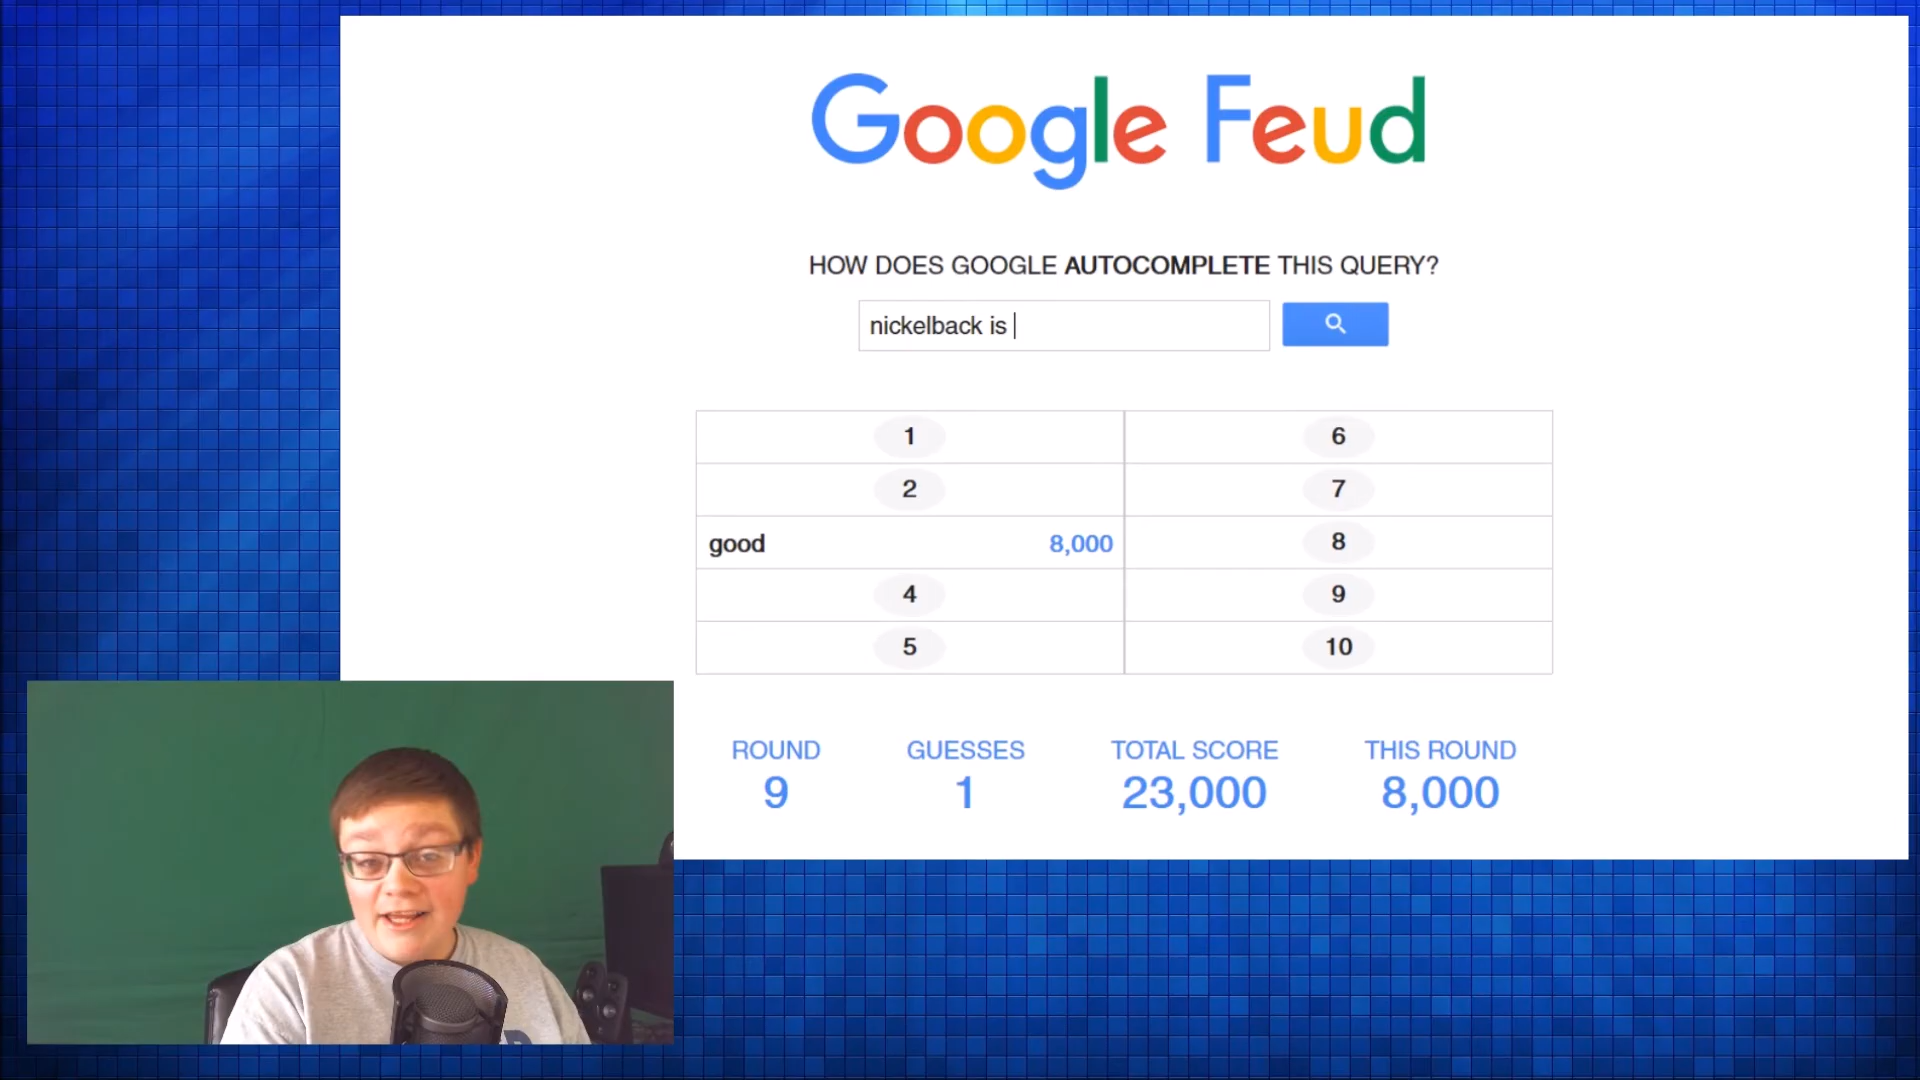 Google Feud
HOW DOES GOOGLE AUTOCOMPLETE THIS QUERY?
nickelback is
1
6
2
7
good 8,000
8
4
9
5
10
ROUND GUESSES TOTAL SCORE THIS ROUND
9 1 23,000 8,000